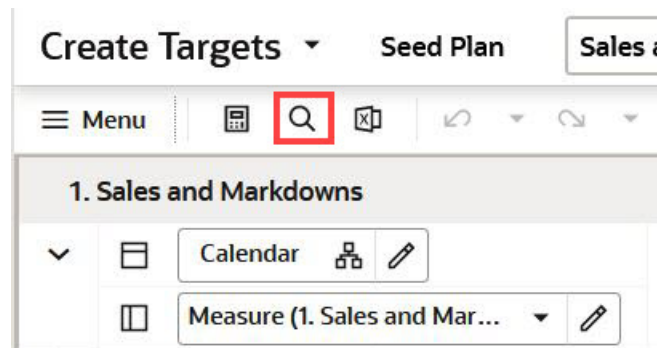 Create Targets Seed Plan Sales a
Menu
1. Sales and Markdowns
Calendar
Measure (1. Sales and Mar...